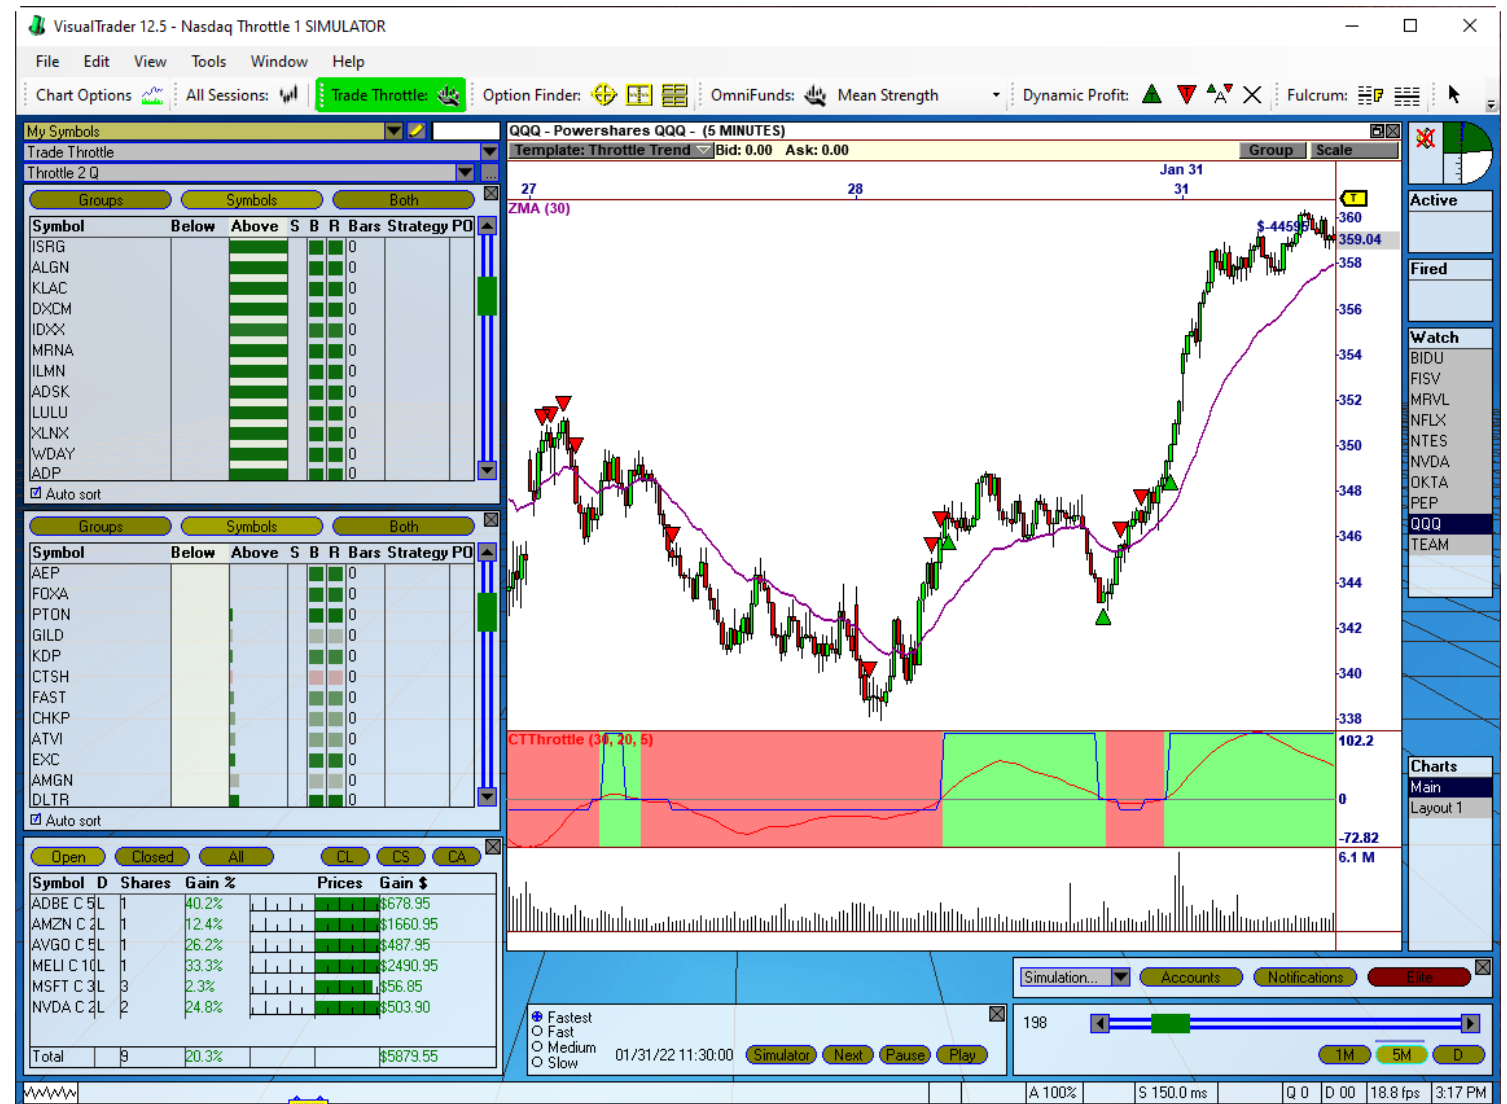 VisualTrader 12.5 - Nasdaq Throttle 1 SIMULATOR
File Edit View Tools Window Help
Chart Options All Sessions: Trade Throttle: Option Finder: OmniFunds: Mean Strength Dynamic Profit: Fulcrum:
My Symbols
Trade Throttle
Throttle 2 Q
Groups Symbols Both
Symbol Below Above S B R Bars Strategy PO
ISRG 0
ALGN 0
KLAC 0
DXCM 0
IDXX 0
MRNA 0
ILMN 0
ADSK 0
LULU 0
XLNX 0
WDAY 0
ADP 0
Auto sort
Groups Symbols Both
Symbol Below Above S B R Bars Strategy PO
AEP 0
FOXA 0
PTON 0
GILD 0
KDP 0
CTSH 0
FAST 0
CHKP 0
ATVI 0
EXC 0
AMGN 0
DLTR 0
Auto sort
Open Closed All CL CS CA
Symbol D Shares Gain % Prices Gain $
ADBE C 5 L 1 40.2% $678.95
AMZN C 2 L 1 12.4% $1660.95
AVGO C 5 L 1 26.2% $487.95
MELI C 10 L 1 33.3% $2490.95
MSFT C 3 L 3 2.3% $56.85
NVDA C 2 L 2 24.8% $503.90
Total 9 20.3% $5879.55
QQQ - Powershares QQQ - (5 MINUTES)
Template: Throttle Trend Bid: 0.00 Ask: 0.00 Group Scale
Jan 31
27 28 31
ZMA (30)
T
$-44595
360
359.04
358
356
354
352
350
348
346
344
342
340
338
CTThrottle (30, 20, 5)
102.2
0
-72.82
6.1 M
Active
Fired
Watch
BIDU
FISV
MRVL
NFLX
NTES
NVDA
OKTA
PEP
QQQ
TEAM
Charts
Main
Layout 1
Simulation... Accounts Notifications Elite
Fastest
Fast
Medium
Slow
01/31/22 11:30:00 Simulator Next Pause Play
198
1M 5M D
A 100% S 150.0 ms Q 0 D 00 18.8 fps 3:17 PM